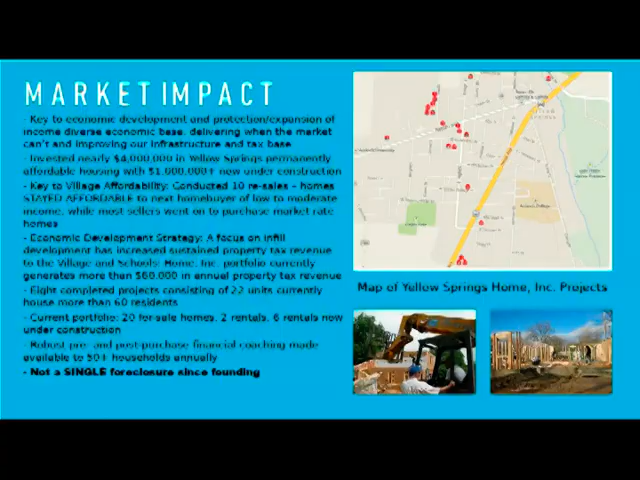 MARKET IMPACT
- Key to economic development and protection/expansion of
income diverse economic base, delivering when the market
can't and improving our infrastructure and tax base
- Invested nearly $4,000,000 in Yellow Springs permanently
affordable housing with $1,000,000+ now under construction
- Key to Village Affordability: Conducted 10 re-sales - homes
STAYED AFFORDABLE to next homebuyer of low to moderate
income, while most sellers went on to purchase market rate
homes
- Economic Development Strategy: A focus on infill
development has increased sustained property tax revenue
to the Village and Schools! Home, Inc. portfolio currently
generates more than $60,000 in annual property tax revenue
- Eight completed projects consisting of 22 units currently
house more than 60 residents
- Current portfolio: 20 for-sale homes, 2 rentals, 6 rentals now
under construction
- Robust pre- and post-purchase financial coaching made
available to 50+ households annually
- Not a SINGLE foreclosure since founding
Map of Yellow Springs Home, Inc. Projects